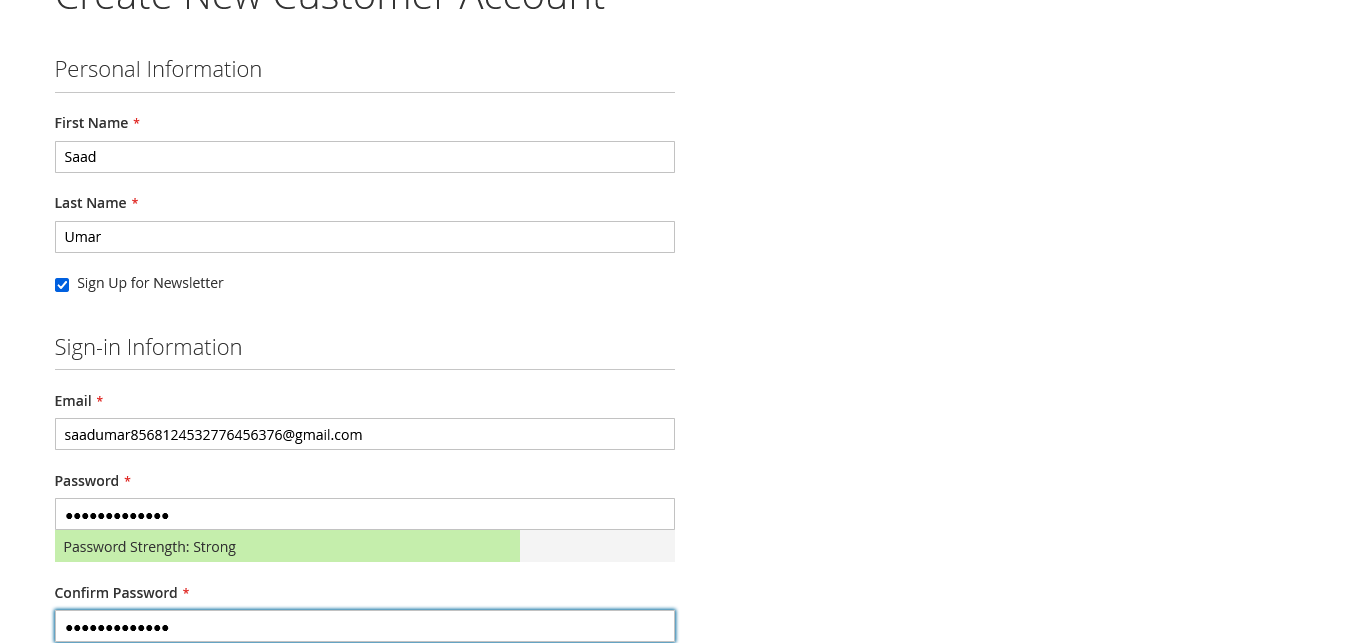 Create New Customer Account
Personal Information
First Name *
Saad
Last Name *
Umar
Sign Up for Newsletter
Sign-in Information
Email *
saadumar8568124532776456376@gmail.com
Password *
•••••••••••••
Password Strength: Strong
Confirm Password *
•••••••••••••